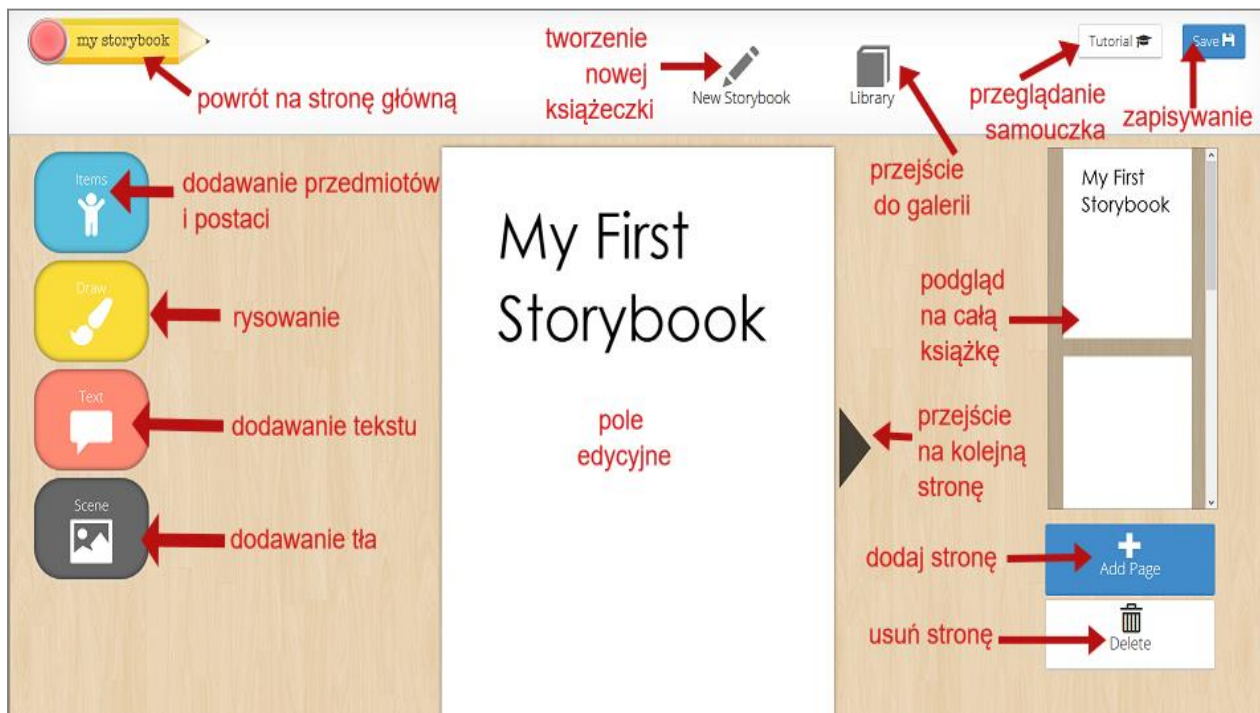 my storybook
powrót na stronę główną
tworzenie
nowej
książeczki
New Storybook
Library
przejście
do galerii
Tutorial
przeglądanie
samouczka
Save
zapisywanie
Items
dodawanie przedmiotów
i postaci
Draw
rysowanie
Text
dodawanie tekstu
Scene
dodawanie tła
My First
Storybook
pole
edycyjne
My First
Storybook
podgląd
na całą
książkę
przejście
na kolejną
stronę
dodaj stronę
Add Page
usuń stronę
Delete